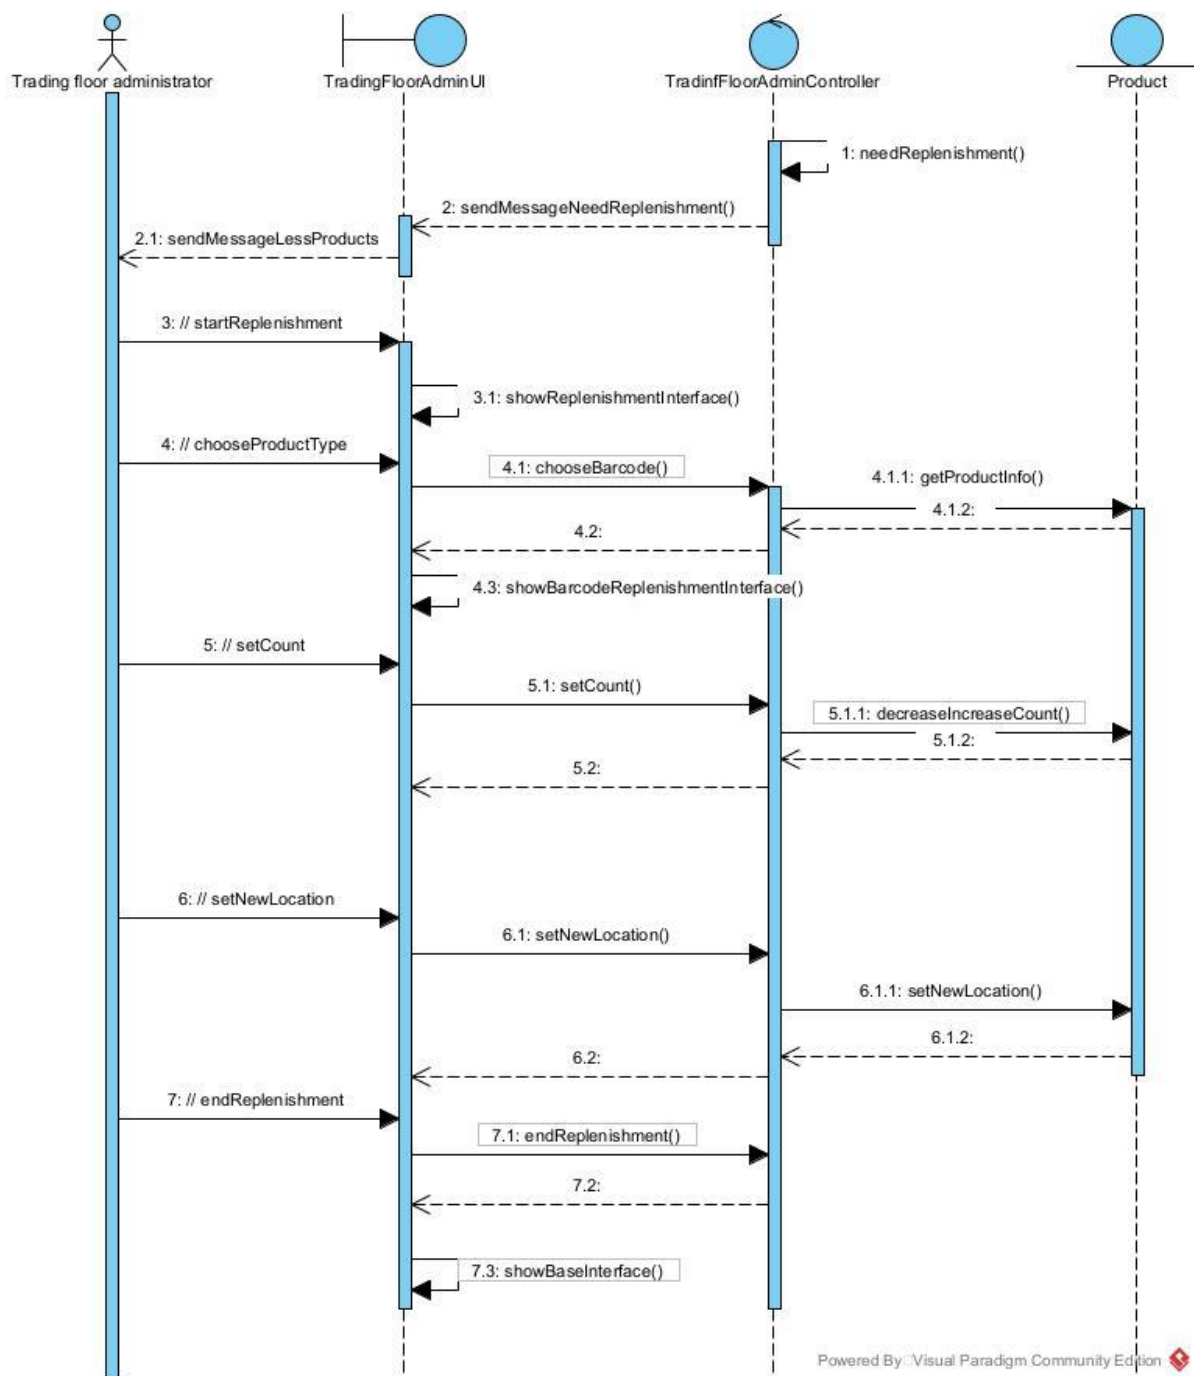 Trading floor administrator
TradingFloorAdminUI
TradinfFloorAdminController
Product
1: needReplenishment()
2: sendMessageNeedReplenishment()
2.1: sendMessageLessProducts
3: // startReplenishment
3.1: showReplenishmentInterface()
4: // chooseProductType
4.1: chooseBarcode()
4.1.1: getProductInfo()
4.1.2:
4.2:
4.3: showBarcodeReplenishmentInterface()
5: // setCount
5.1: setCount()
5.1.1: decreaseIncreaseCount()
5.1.2:
5.2:
6: // setNewLocation
6.1: setNewLocation()
6.1.1: setNewLocation()
6.1.2:
6.2:
7: // endReplenishment
7.1: endReplenishment()
7.2:
7.3: showBaseInterface()
Powered By Visual Paradigm Community Edition